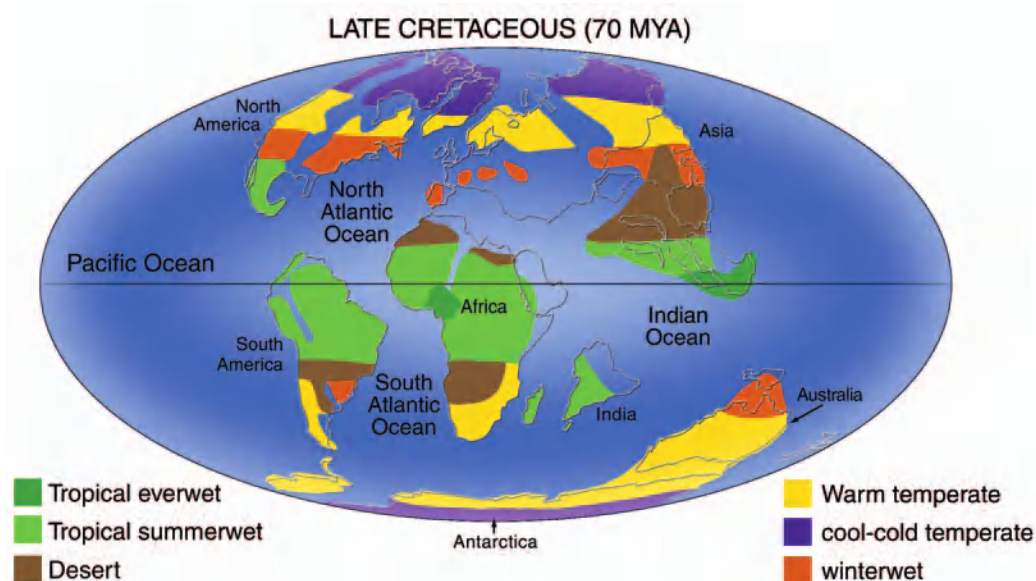 LATE CRETACEOUS (70 MYA)
North
America
Asia
North
Atlantic
Ocean
Pacific Ocean
Africa
Indian
Ocean
South
America
South
Atlantic
Ocean
India
Australia
Antarctica
Tropical everwet
Tropical summerwet
Desert
Warm temperate
cool-cold temperate
winterwet